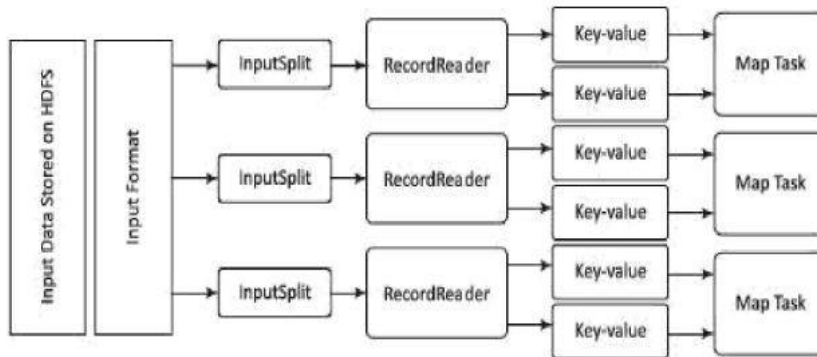 Input Data Stored on HDFS
Input Format
InputSplit
RecordReader
Key-value
Key-value
Map Task
InputSplit
RecordReader
Key-value
Key-value
Map Task
InputSplit
RecordReader
Key-value
Key-value
Map Task